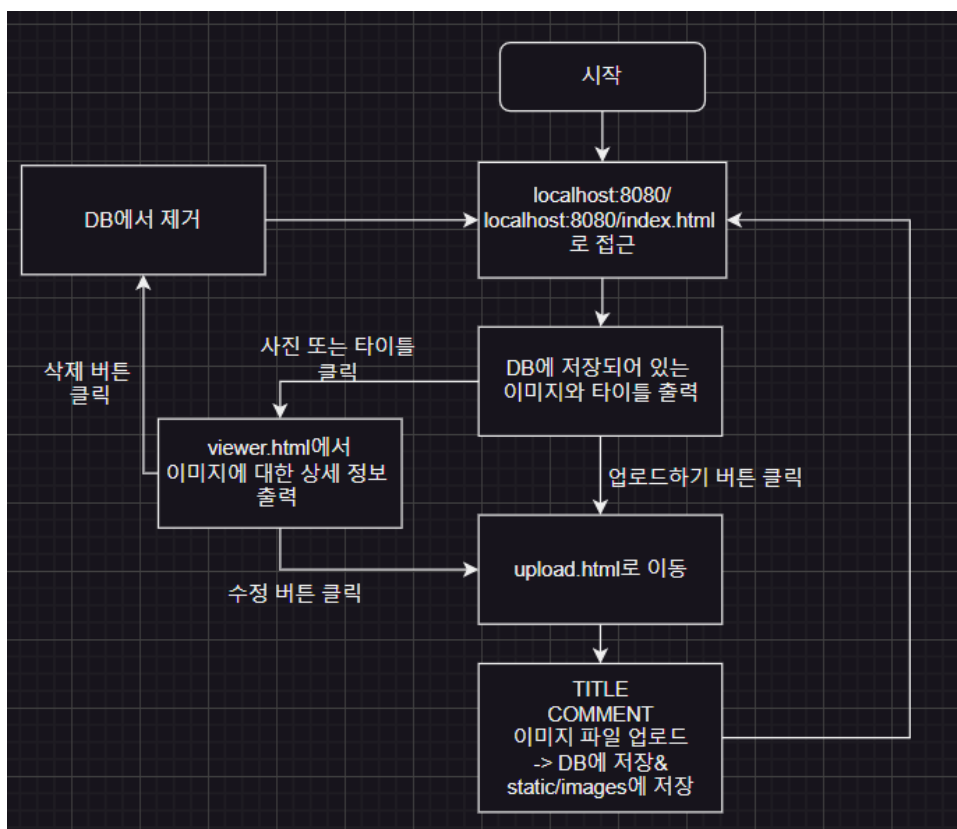 시작
localhost:8080/
localhost:8080/index.html
로 접근
DB에서 제거
DB에 저장되어 있는
이미지와 타이틀 출력
사진 또는 타이틀
클릭
삭제 버튼
클릭
viewer.html에서
이미지에 대한 상세 정보
출력
업로드하기 버튼 클릭
upload.html로 이동
수정 버튼 클릭
TITLE
COMMENT
이미지 파일 업로드
-> DB에 저장&
static/images에 저장